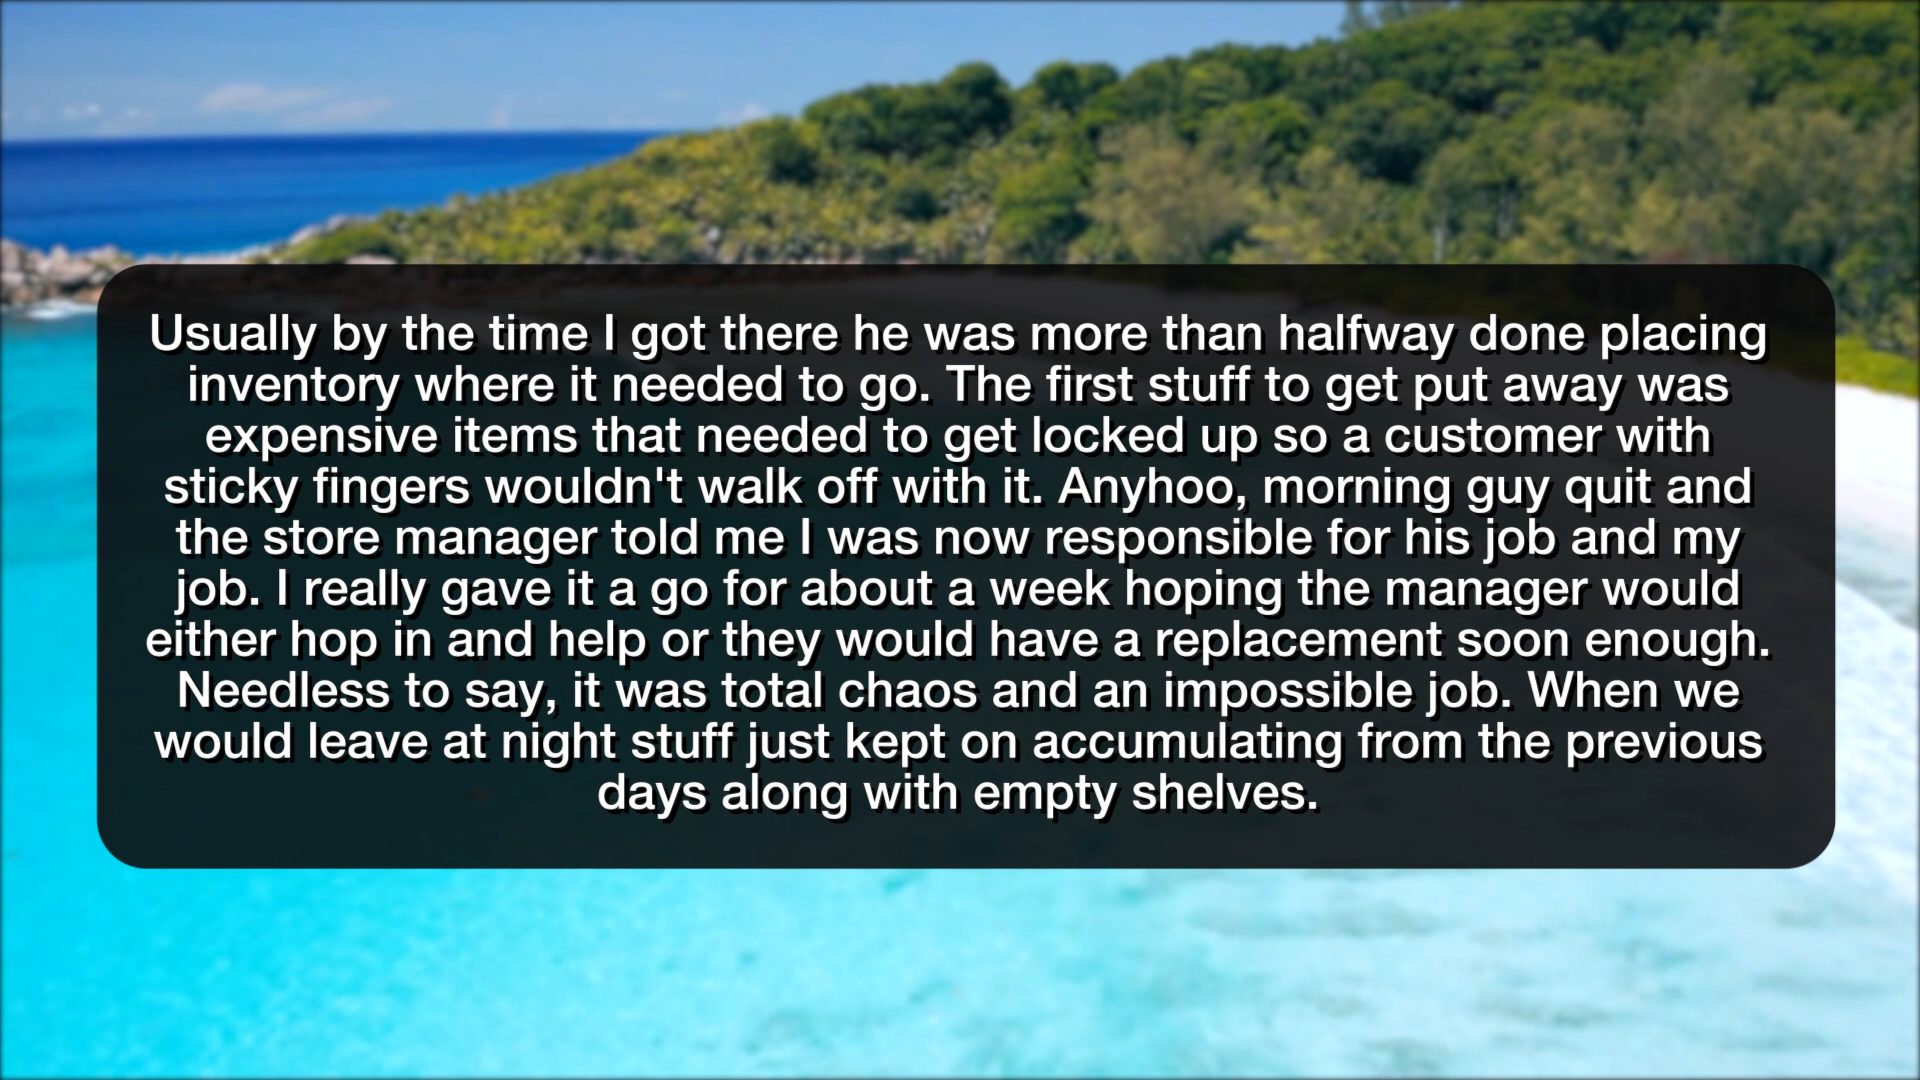 Usually by the time I got there he was more than halfway done placing
inventory where it needed to go. The first stuff to get put away was
expensive items that needed to get locked up so a customer with
sticky fingers wouldn't walk off with it. Anyhoo, morning guy quit and
the store manager told me I was now responsible for his job and my
job. I really gave it a go for about a week hoping the manager would
either hop in and help or they would have a replacement soon enough.
Needless to say, it was total chaos and an impossible job. When we
would leave at night stuff just kept on accumulating from the previous
days along with empty shelves.